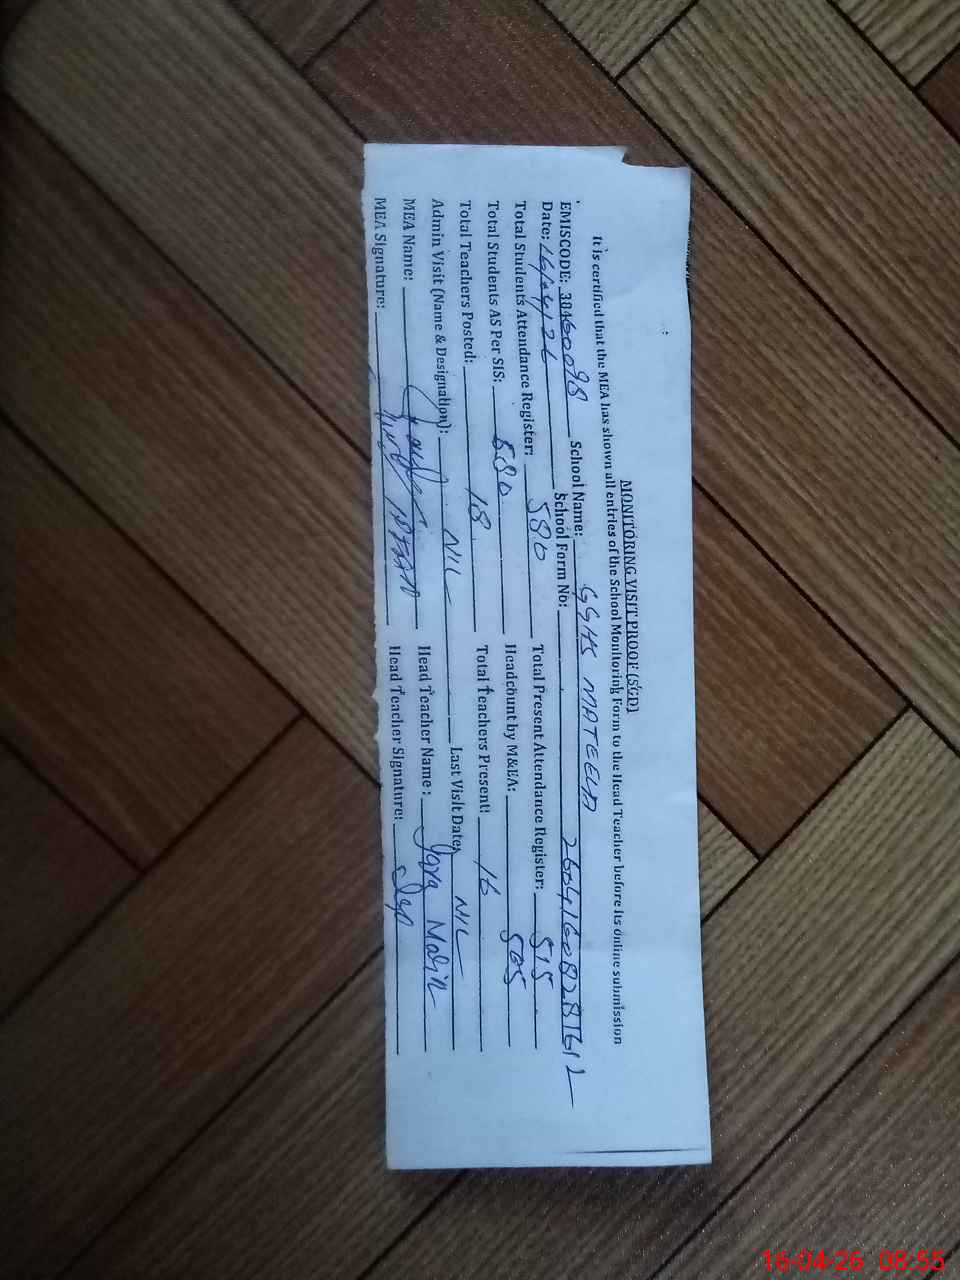 MONITORING VISIT PROOF (SGD)
It is certified that the MEA has shown all entries of the School Monitoring Form to the Head Teacher before its online submission
EMISCODE: 30460098 School Name: GGHS MATEELA
Date: 16/04/26 School Form No:
Total Students Attendance Register: 580 Total Present Attendance Register: 515
Total Students AS Per SIS: 580 Headcount by M&EA: 505
Total Teachers Posted: 18 Total Teachers Present: 16
Admin Visit (Name & Designation): NIL Last Visit Date: NIL
MEA Name: Head Teacher Name:
MEA Signature: Head Teacher Signature:
16-04-26 08:55